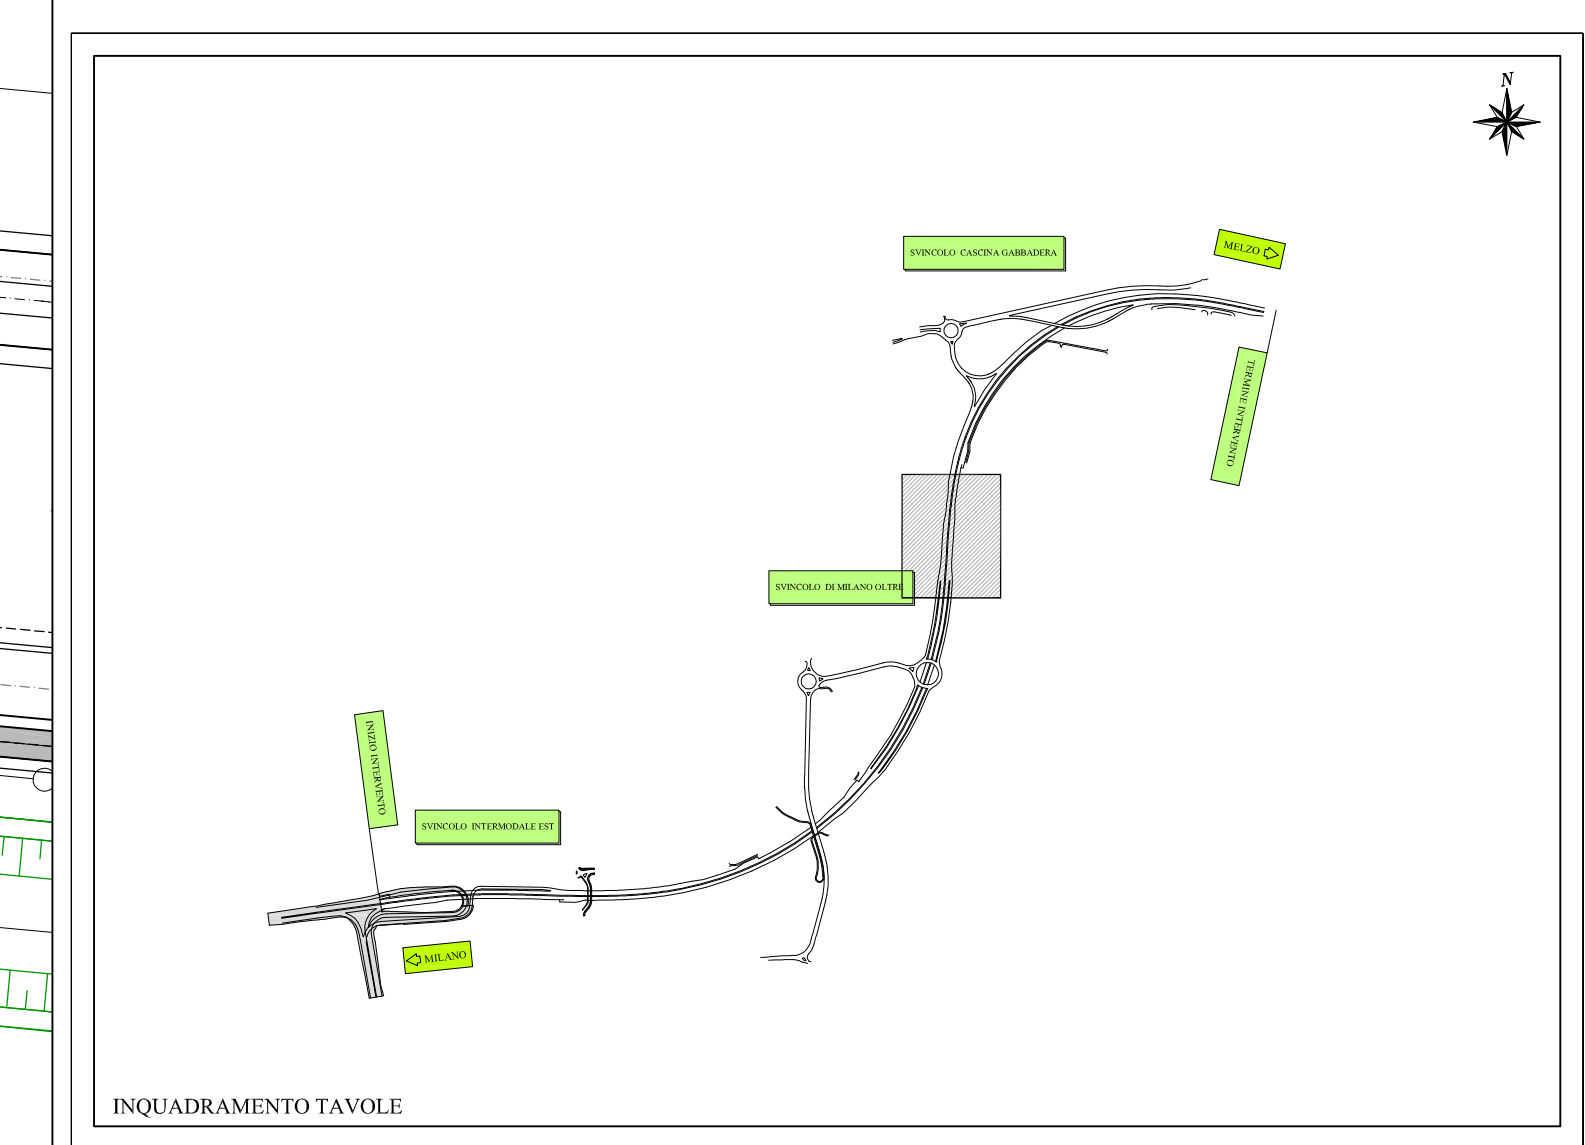 N
MELZO
SVINCOLO CASCINA GABBADERA
TERMINE INTERVENTO
SVINCOLO DI MILANO OLTRE
INIZIO INTERVENTO
SVINCOLO INTERMODALE EST
MILANO
INQUADRAMENTO TAVOLE